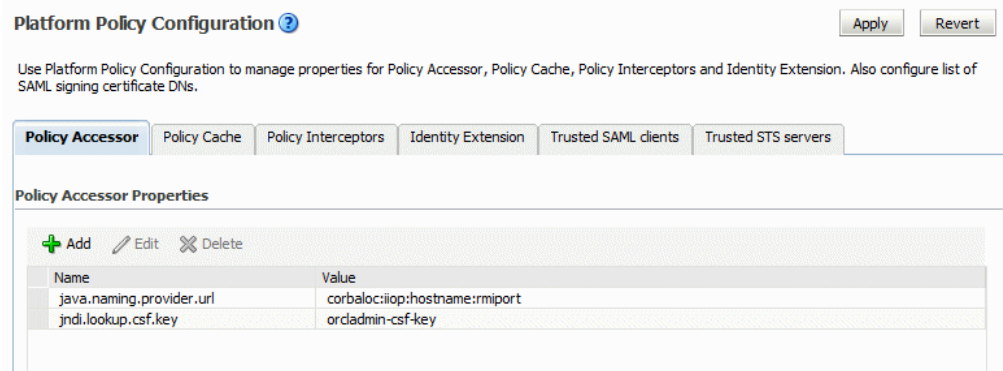 Platform Policy Configuration ?
Apply Revert
Use Platform Policy Configuration to manage properties for Policy Accessor, Policy Cache, Policy Interceptors and Identity Extension. Also configure list of
SAML signing certificate DNs.
Policy Accessor Policy Cache Policy Interceptors Identity Extension Trusted SAML clients Trusted STS servers
Policy Accessor Properties
Add Edit Delete
Name Value
java.naming.provider.url corbaloc:iiop:hostname:rmiport
jndi.lookup.csf.key orcladmin-csf-key